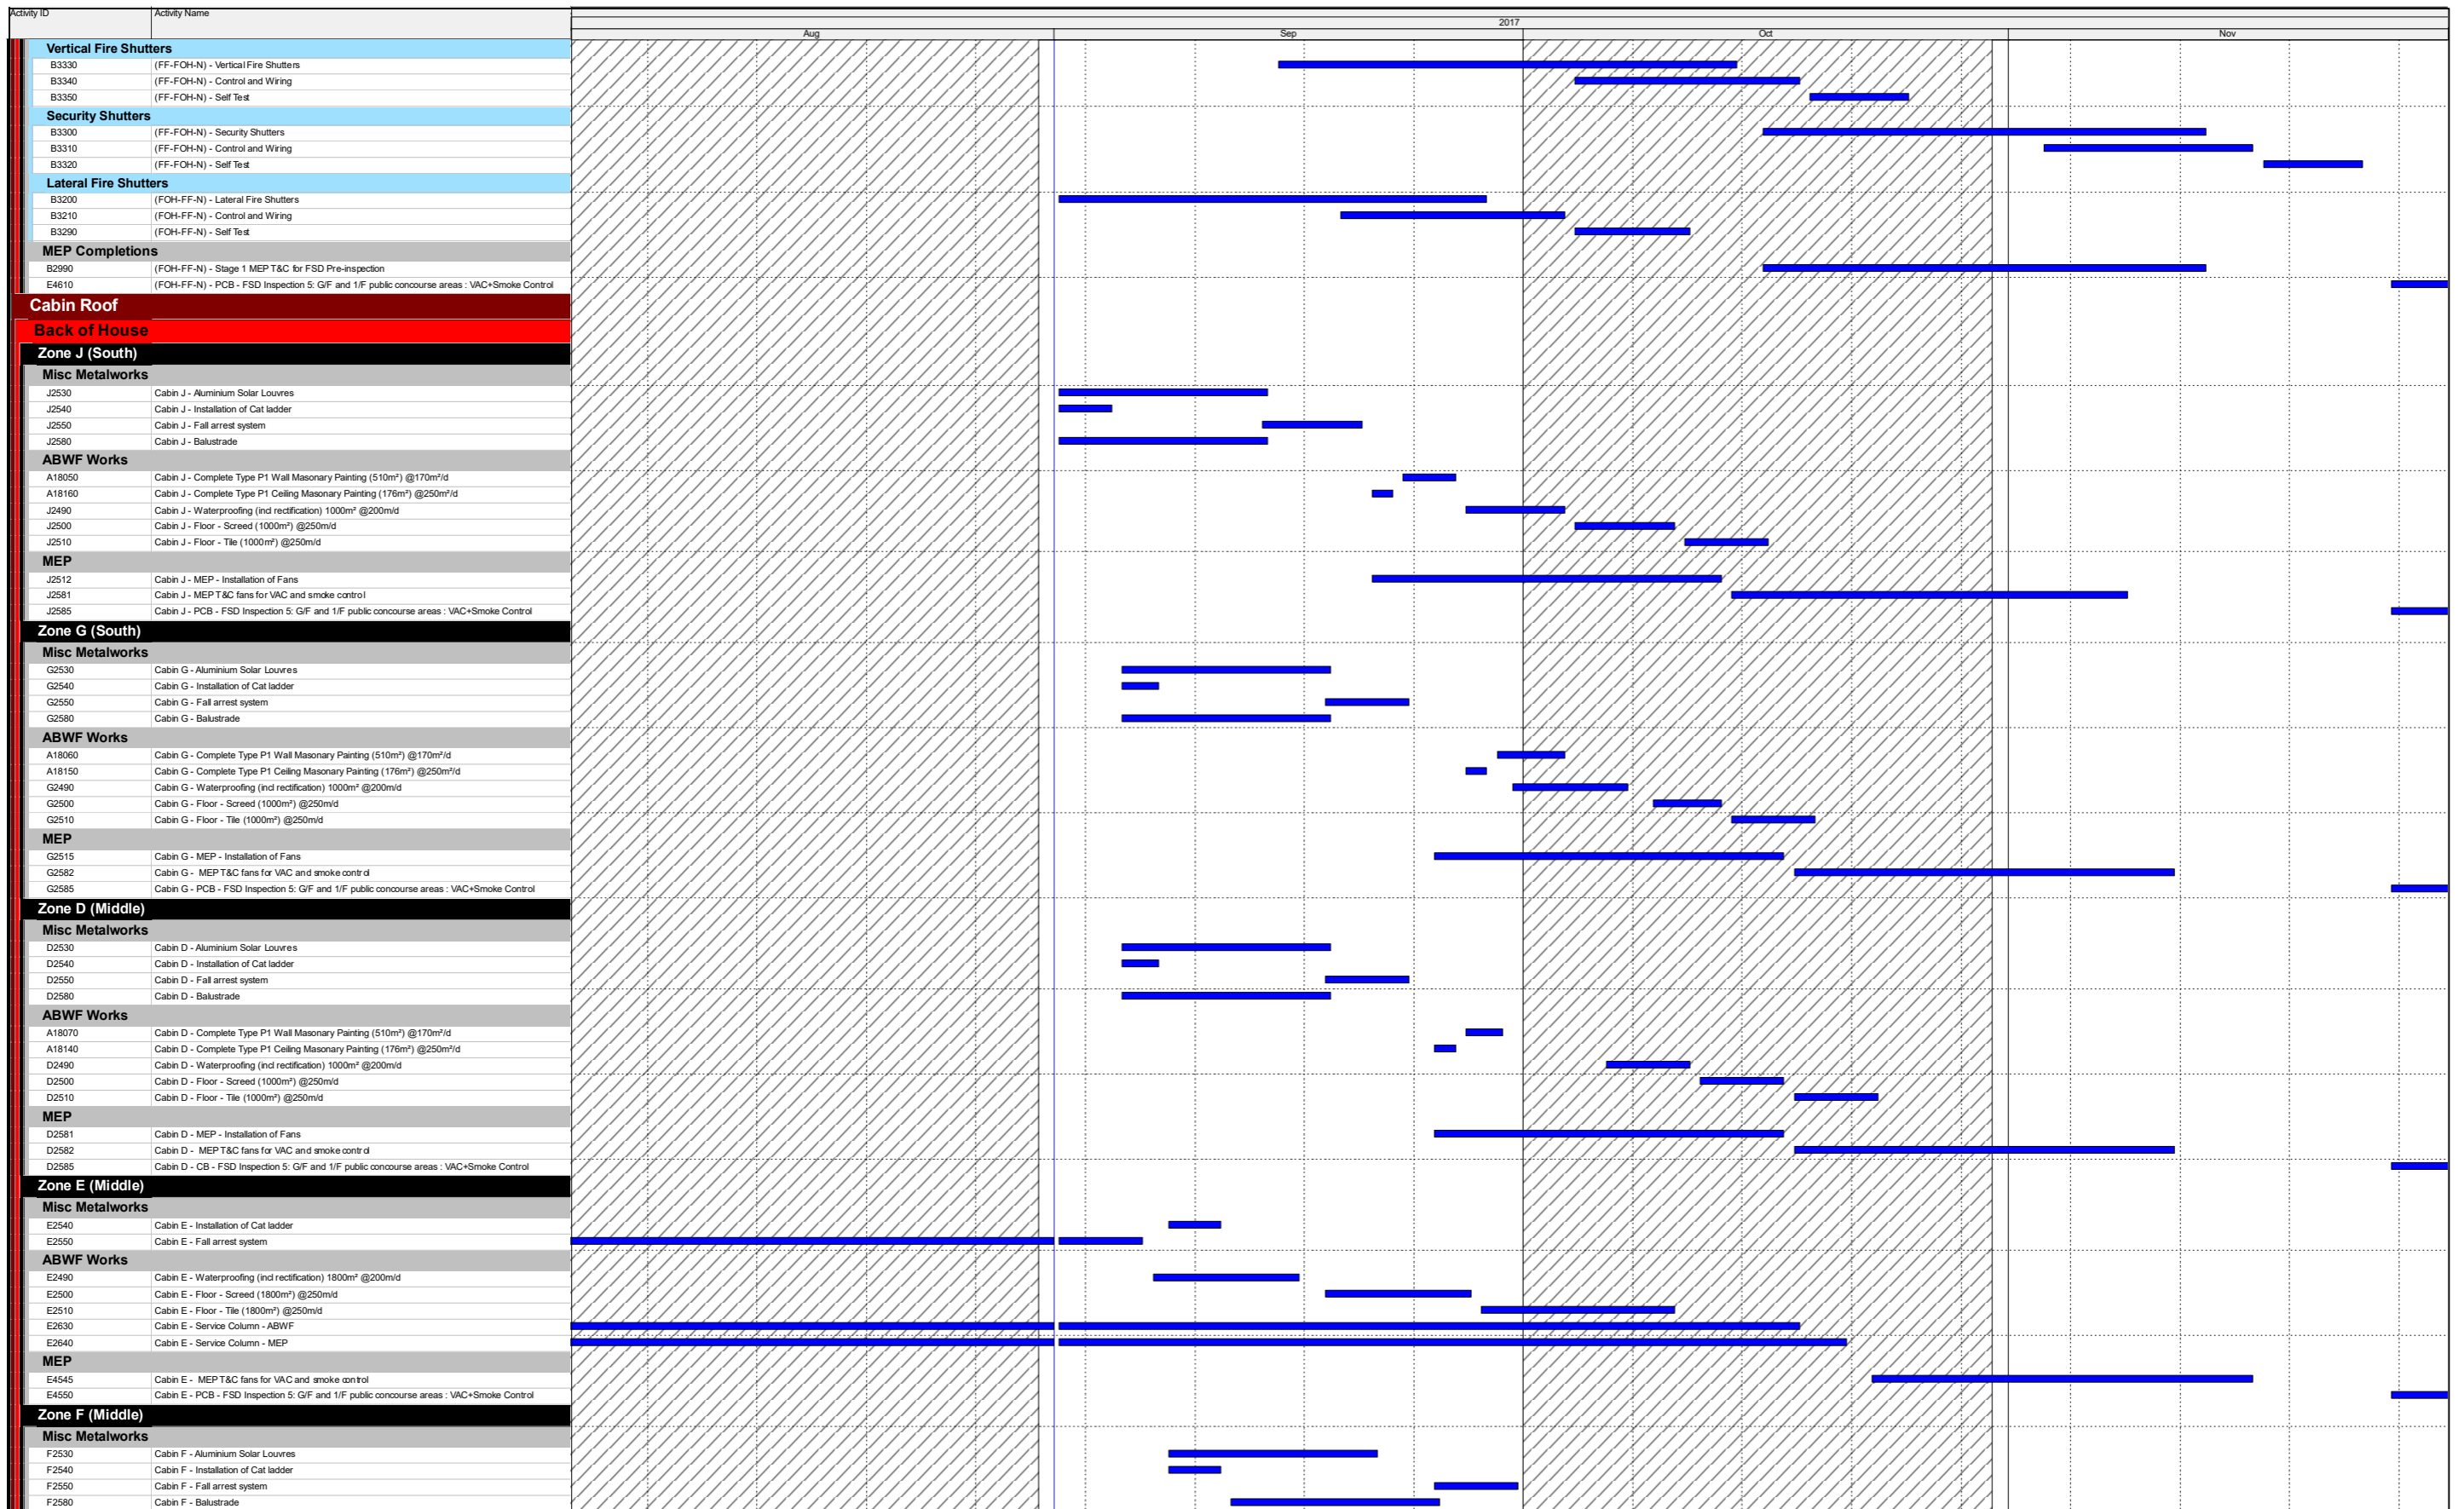 Activity ID Activity Name
2017
Aug Sep Oct Nov
Vertical Fire Shutters
B3330 (FF-FOH-N) - Vertical Fire Shutters
B3340 (FF-FOH-N) - Control and Wiring
B3350 (FF-FOH-N) - Self Test
Security Shutters
B3300 (FF-FOH-N) - Security Shutters
B3310 (FF-FOH-N) - Control and Wiring
B3320 (FF-FOH-N) - Self Test
Lateral Fire Shutters
B3200 (FOH-FF-N) - Lateral Fire Shutters
B3210 (FOH-FF-N) - Control and Wiring
B3290 (FOH-FF-N) - Self Test
MEP Completions
B2990 (FOH-FF-N) - Stage 1 MEP T&C for FSD Pre-inspection
E4610 (FOH-FF-N) - PCB - FSD Inspection 5: G/F and 1/F public concourse areas : VAC+Smoke Control
Cabin Roof
Back of House
Zone J (South)
Misc Metalworks
J2530 Cabin J - Aluminium Solar Louvres
J2540 Cabin J - Installation of Cat ladder
J2550 Cabin J - Fall arrest system
J2580 Cabin J - Balustrade
ABWF Works
A18050 Cabin J - Complete Type P1 Wall Masonary Painting (510m²) @170m²/d
A18160 Cabin J - Complete Type P1 Ceiling Masonary Painting (176m²) @250m²/d
J2490 Cabin J - Waterproofing (incl rectification) 1000m² @200m/d
J2500 Cabin J - Floor - Screed (1000m²) @250m/d
J2510 Cabin J - Floor - Tile (1000m²) @250m/d
MEP
J2512 Cabin J - MEP - Installation of Fans
J2581 Cabin J - MEP T&C fans for VAC and smoke control
J2585 Cabin J - PCB - FSD Inspection 5: G/F and 1/F public concourse areas : VAC+Smoke Control
Zone G (South)
Misc Metalworks
G2530 Cabin G - Aluminium Solar Louvres
G2540 Cabin G - Installation of Cat ladder
G2550 Cabin G - Fall arrest system
G2580 Cabin G - Balustrade
ABWF Works
A18060 Cabin G - Complete Type P1 Wall Masonary Painting (510m²) @170m²/d
A18150 Cabin G - Complete Type P1 Ceiling Masonary Painting (176m²) @250m²/d
G2490 Cabin G - Waterproofing (incl rectification) 1000m² @200m/d
G2500 Cabin G - Floor - Screed (1000m²) @250m/d
G2510 Cabin G - Floor - Tile (1000m²) @250m/d
MEP
G2515 Cabin G - MEP - Installation of Fans
G2582 Cabin G - MEP T&C fans for VAC and smoke control
G2585 Cabin G - PCB - FSD Inspection 5: G/F and 1/F public concourse areas : VAC+Smoke Control
Zone D (Middle)
Misc Metalworks
D2530 Cabin D - Aluminium Solar Louvres
D2540 Cabin D - Installation of Cat ladder
D2550 Cabin D - Fall arrest system
D2580 Cabin D - Balustrade
ABWF Works
A18070 Cabin D - Complete Type P1 Wall Masonary Painting (510m²) @170m²/d
A18140 Cabin D - Complete Type P1 Ceiling Masonary Painting (176m²) @250m²/d
D2490 Cabin D - Waterproofing (incl rectification) 1000m² @200m/d
D2500 Cabin D - Floor - Screed (1000m²) @250m/d
D2510 Cabin D - Floor - Tile (1000m²) @250m/d
MEP
D2581 Cabin D - MEP - Installation of Fans
D2582 Cabin D - MEP T&C fans for VAC and smoke control
D2585 Cabin D - CB - FSD Inspection 5: G/F and 1/F public concourse areas : VAC+Smoke Control
Zone E (Middle)
Misc Metalworks
E2540 Cabin E - Installation of Cat ladder
E2550 Cabin E - Fall arrest system
ABWF Works
E2490 Cabin E - Waterproofing (incl rectification) 1800m² @200m/d
E2500 Cabin E - Floor - Screed (1800m²) @250m/d
E2510 Cabin E - Floor - Tile (1800m²) @250m/d
E2630 Cabin E - Service Column - ABWF
E2640 Cabin E - Service Column - MEP
MEP
E4545 Cabin E - MEP T&C fans for VAC and smoke control
E4550 Cabin E - PCB - FSD Inspection 5: G/F and 1/F public concourse areas : VAC+Smoke Control
Zone F (Middle)
Misc Metalworks
F2530 Cabin F - Aluminium Solar Louvres
F2540 Cabin F - Installation of Cat ladder
F2550 Cabin F - Fall arrest system
F2580 Cabin F - Balustrade